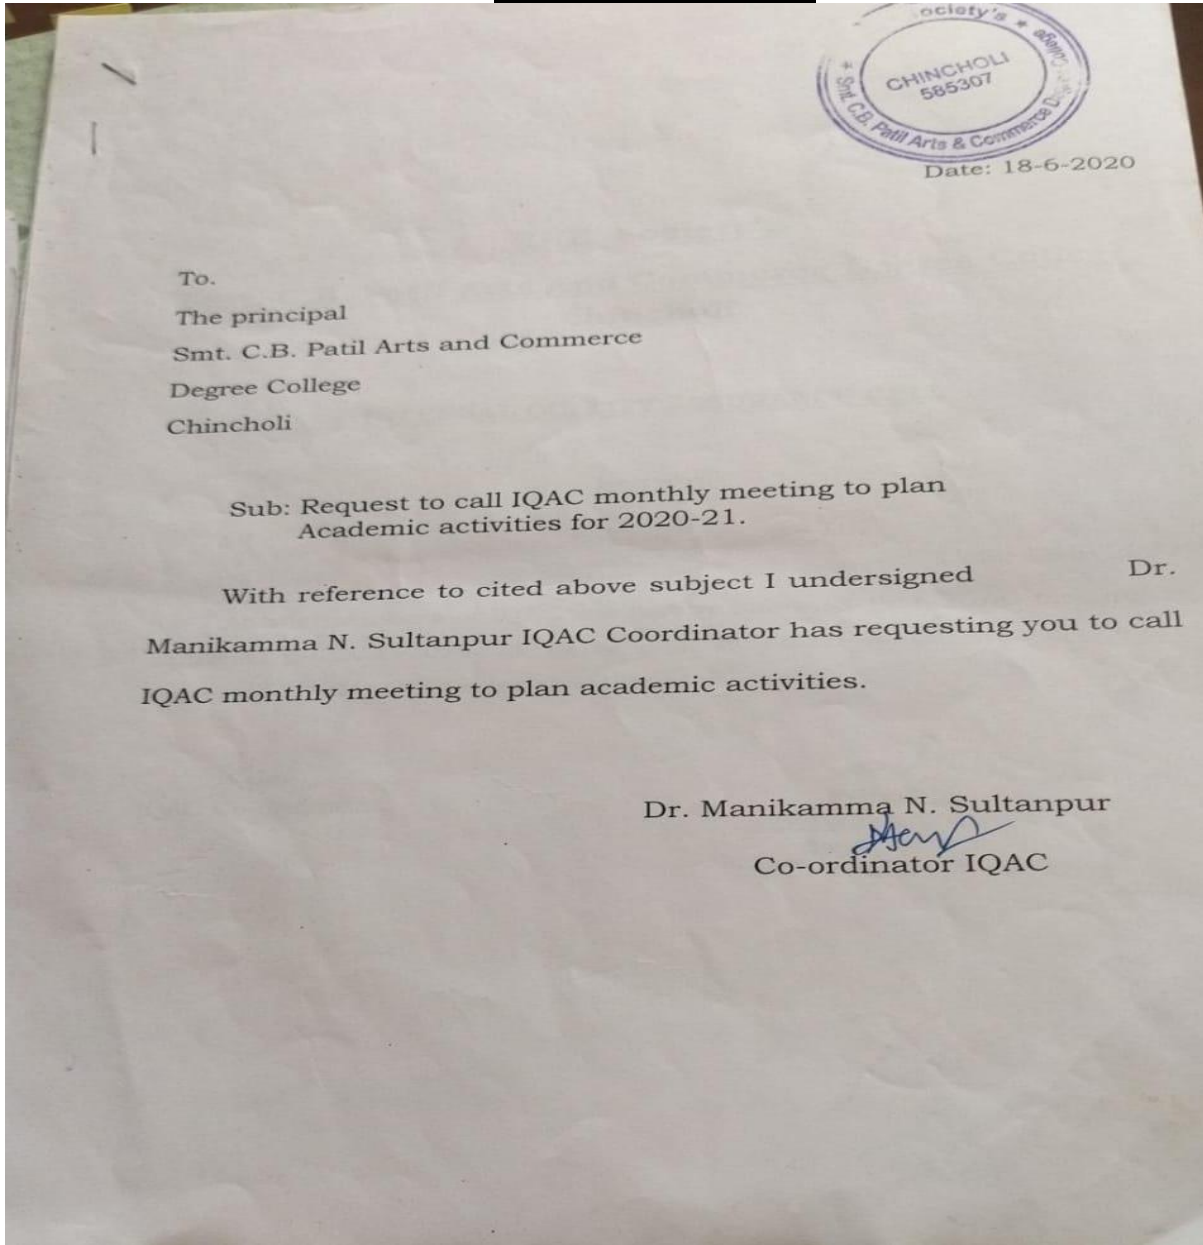 ociety's
CHINCHOLI
585307
* Smt. C.B. Patil Arts & Commerce D College *
Date: 18-6-2020
To.
The principal
Smt. C.B. Patil Arts and Commerce
Degree College
Chincholi
Sub: Request to call IQAC monthly meeting to plan
Academic activities for 2020-21.
With reference to cited above subject I undersigned Dr.
Manikamma N. Sultanpur IQAC Coordinator has requesting you to call
IQAC monthly meeting to plan academic activities.
Dr. Manikamma N. Sultanpur
Co-ordinator IQAC